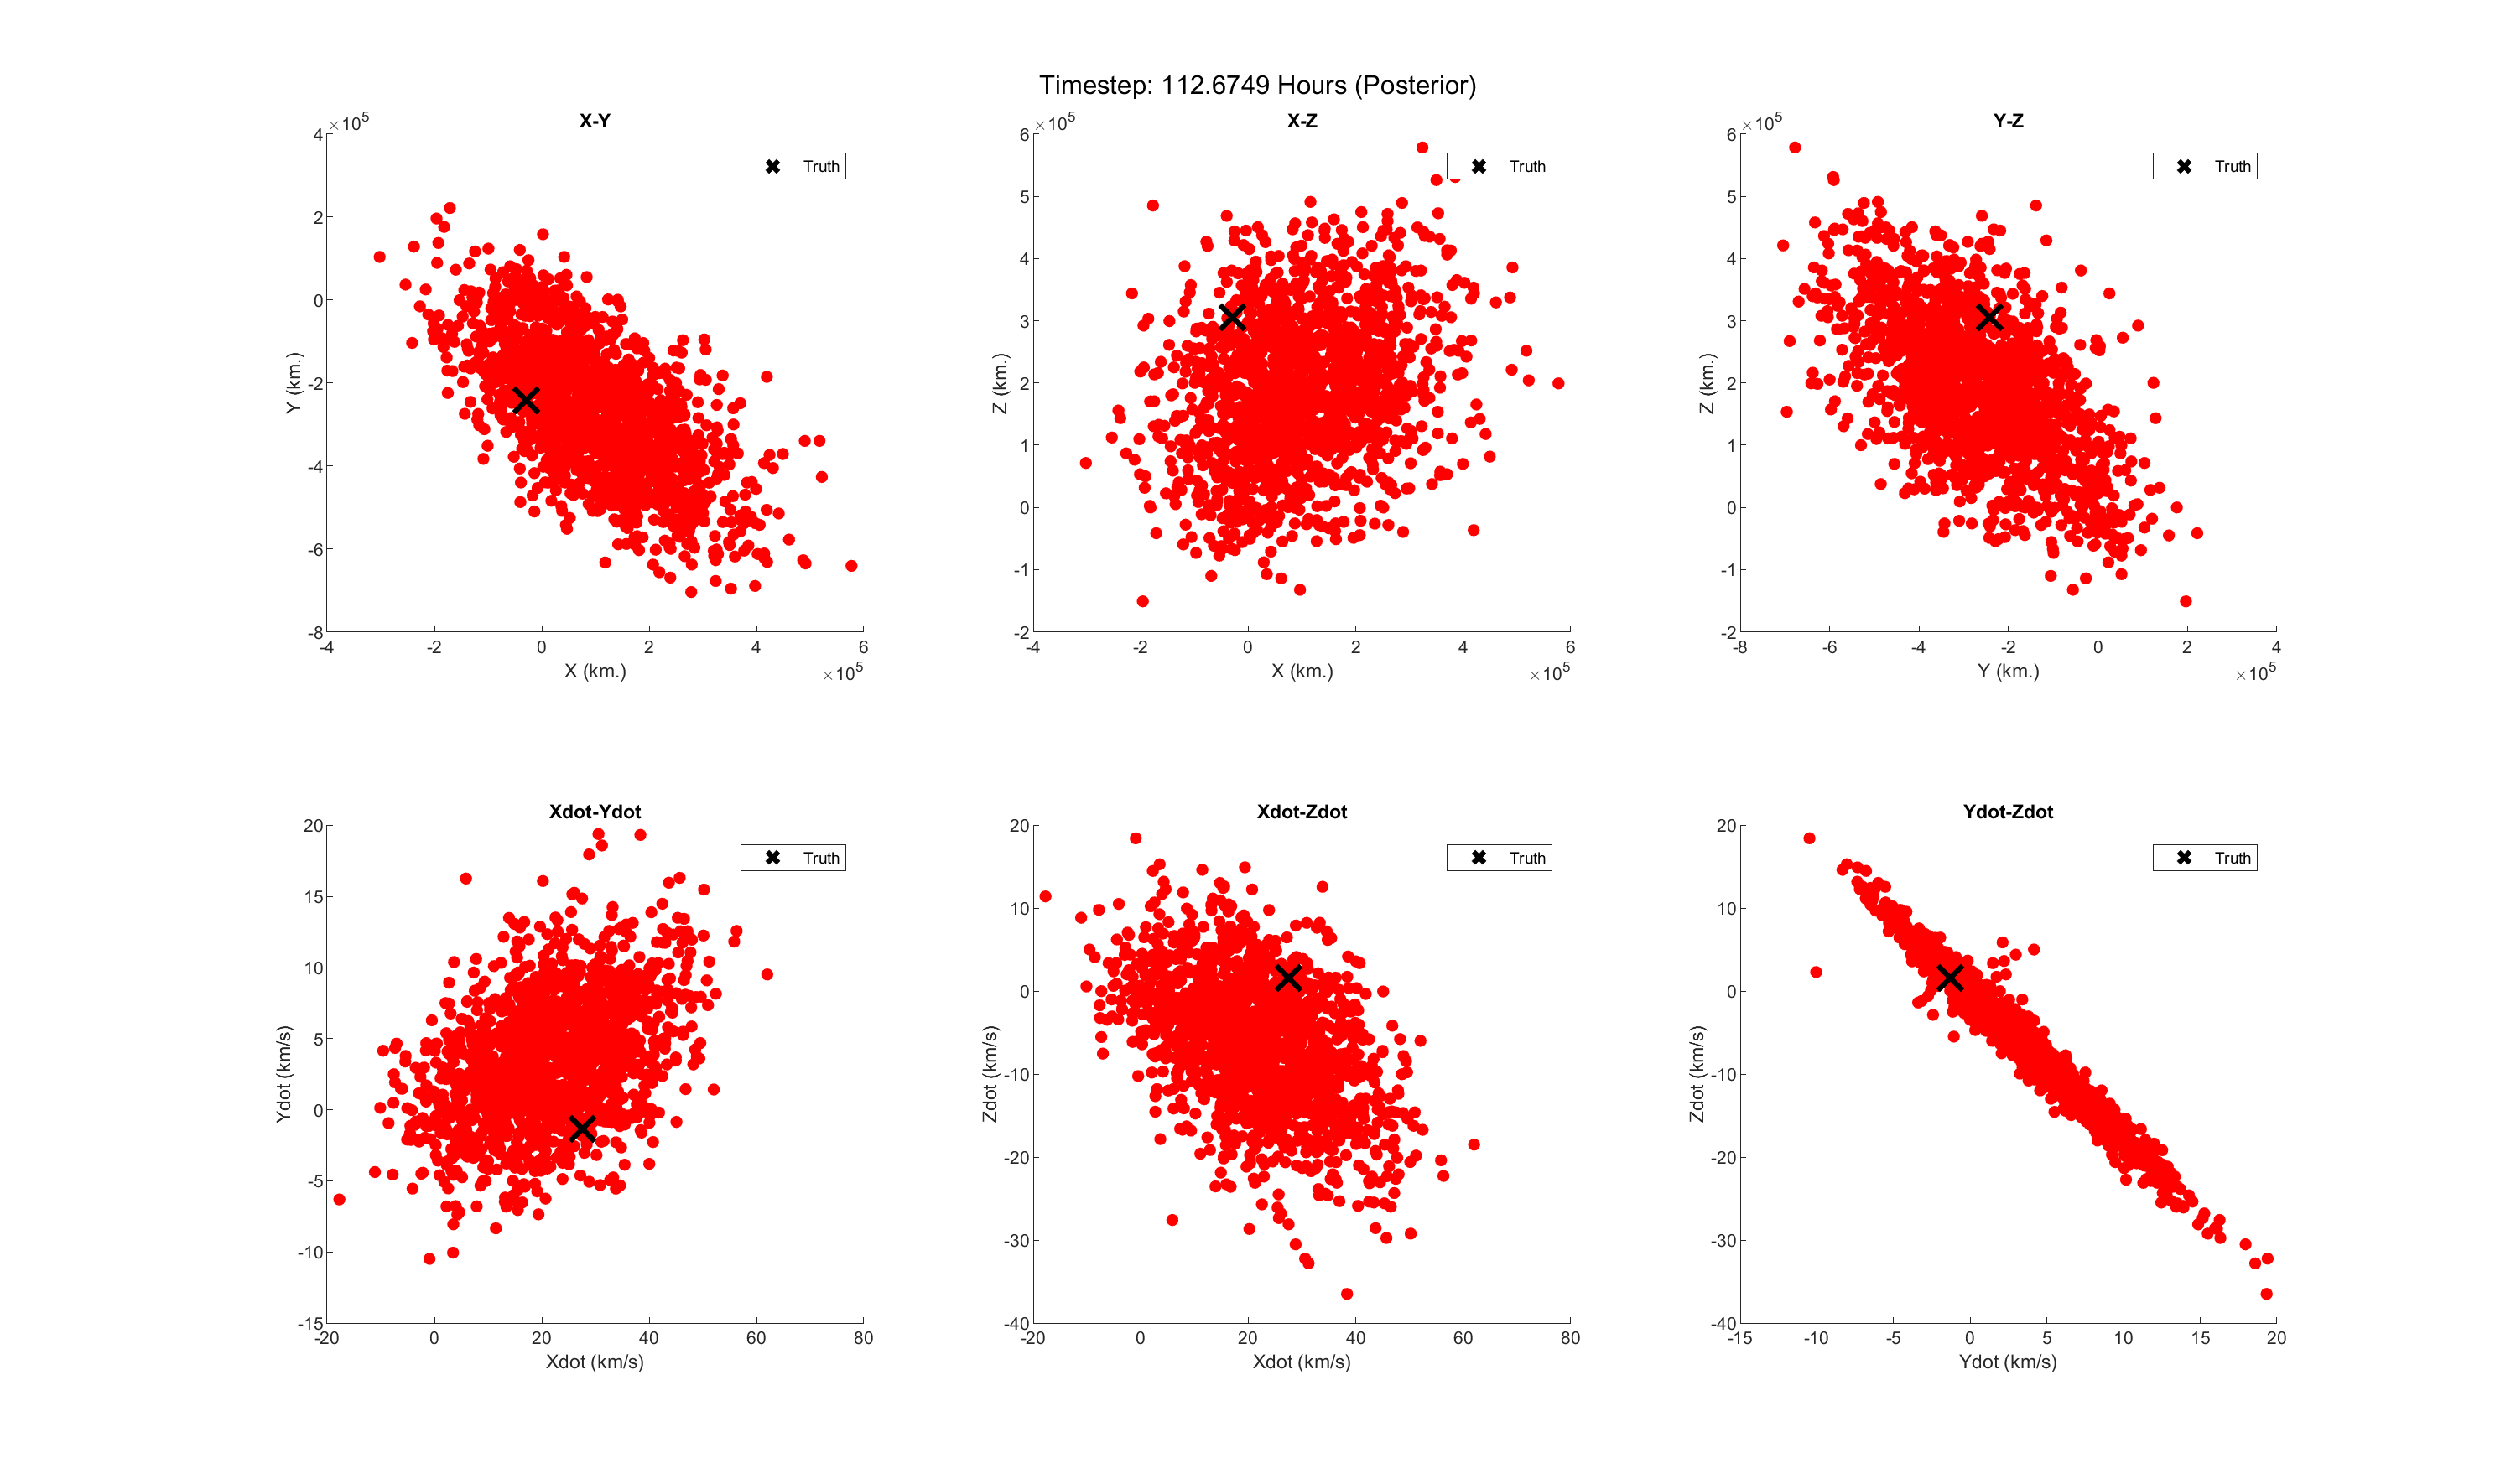 Timestep: 112.6749 Hours (Posterior)
X-Y
×10^5
4
2
0
-2
-4
-6
-8
Y (km.)
Truth
-4 -2 0 2 4 6
X (km.)
×10^5
X-Z
×10^5
6
5
4
3
2
1
0
-1
-2
Z (km.)
Truth
-4 -2 0 2 4 6
X (km.)
×10^5
Y-Z
×10^5
6
5
4
3
2
1
0
-1
-2
Z (km.)
Truth
-8 -6 -4 -2 0 2 4
Y (km.)
×10^5
Xdot-Ydot
20
15
10
5
0
-5
-10
-15
Ydot (km/s)
Truth
-20 0 20 40 60 80
Xdot (km/s)
Xdot-Zdot
20
10
0
-10
-20
-30
-40
Zdot (km/s)
Truth
-20 0 20 40 60 80
Xdot (km/s)
Ydot-Zdot
20
10
0
-10
-20
-30
-40
Zdot (km/s)
Truth
-15 -10 -5 0 5 10 15 20
Ydot (km/s)